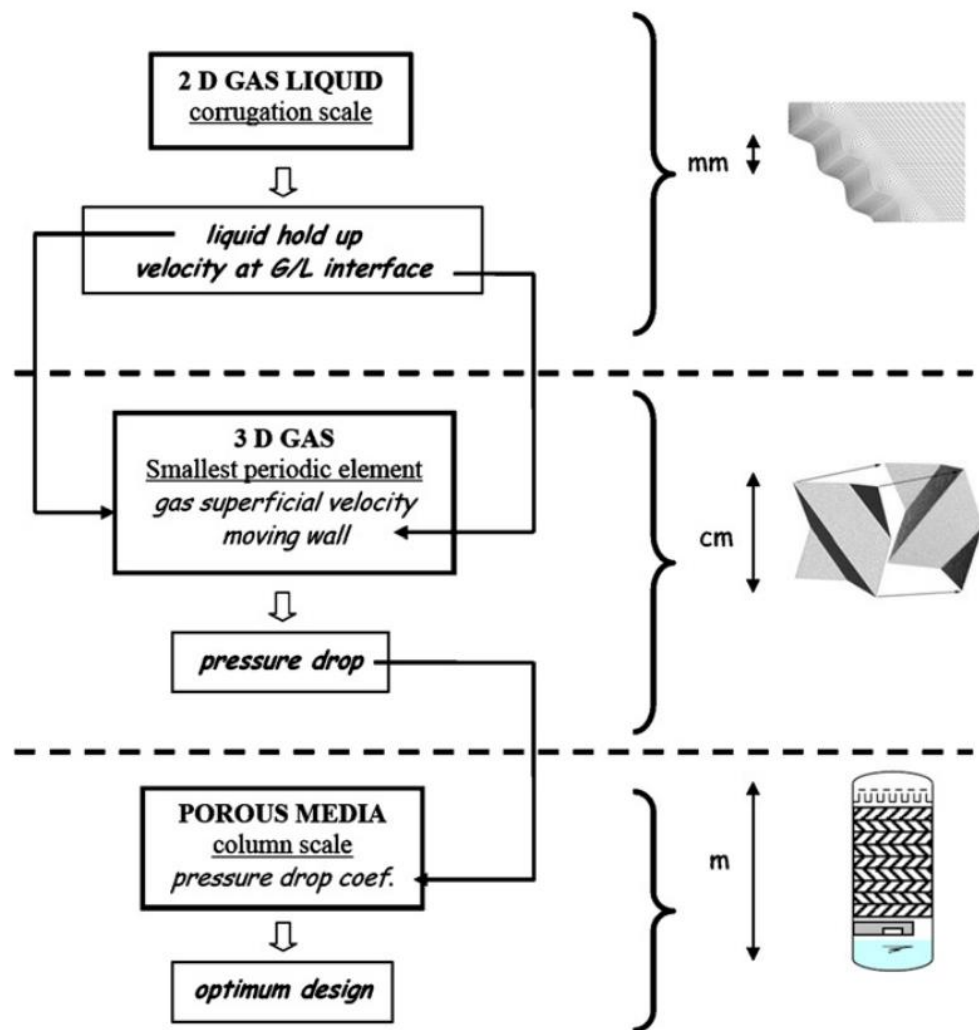 2 D GAS LIQUID
corrugation scale
liquid hold up
velocity at G/L interface
mm
3 D GAS
Smallest periodic element
gas superficial velocity
moving wall
cm
pressure drop
POROUS MEDIA
column scale
pressure drop coef.
m
optimum design